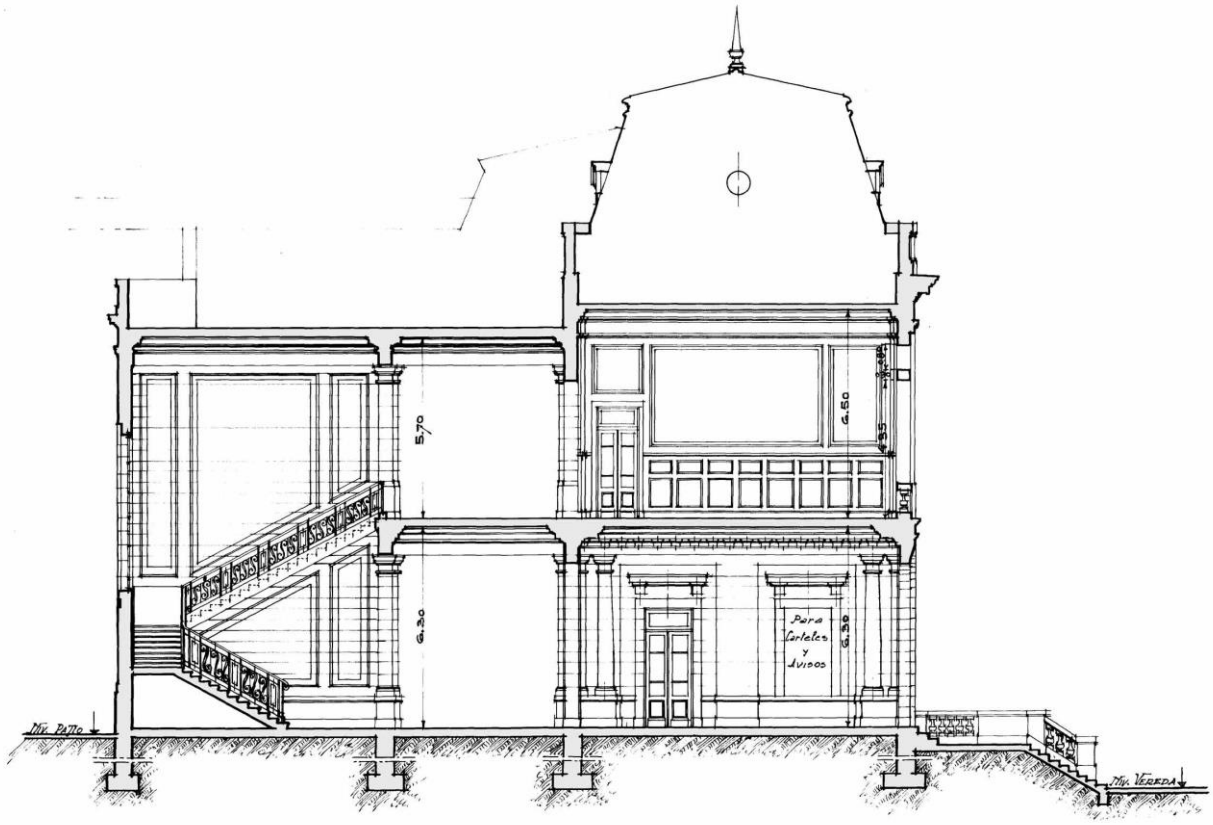 5.70
6.50
6.30
6.30
Para
Carteles
y
Avisos
Niv. PATIO
Niv. VEREDA